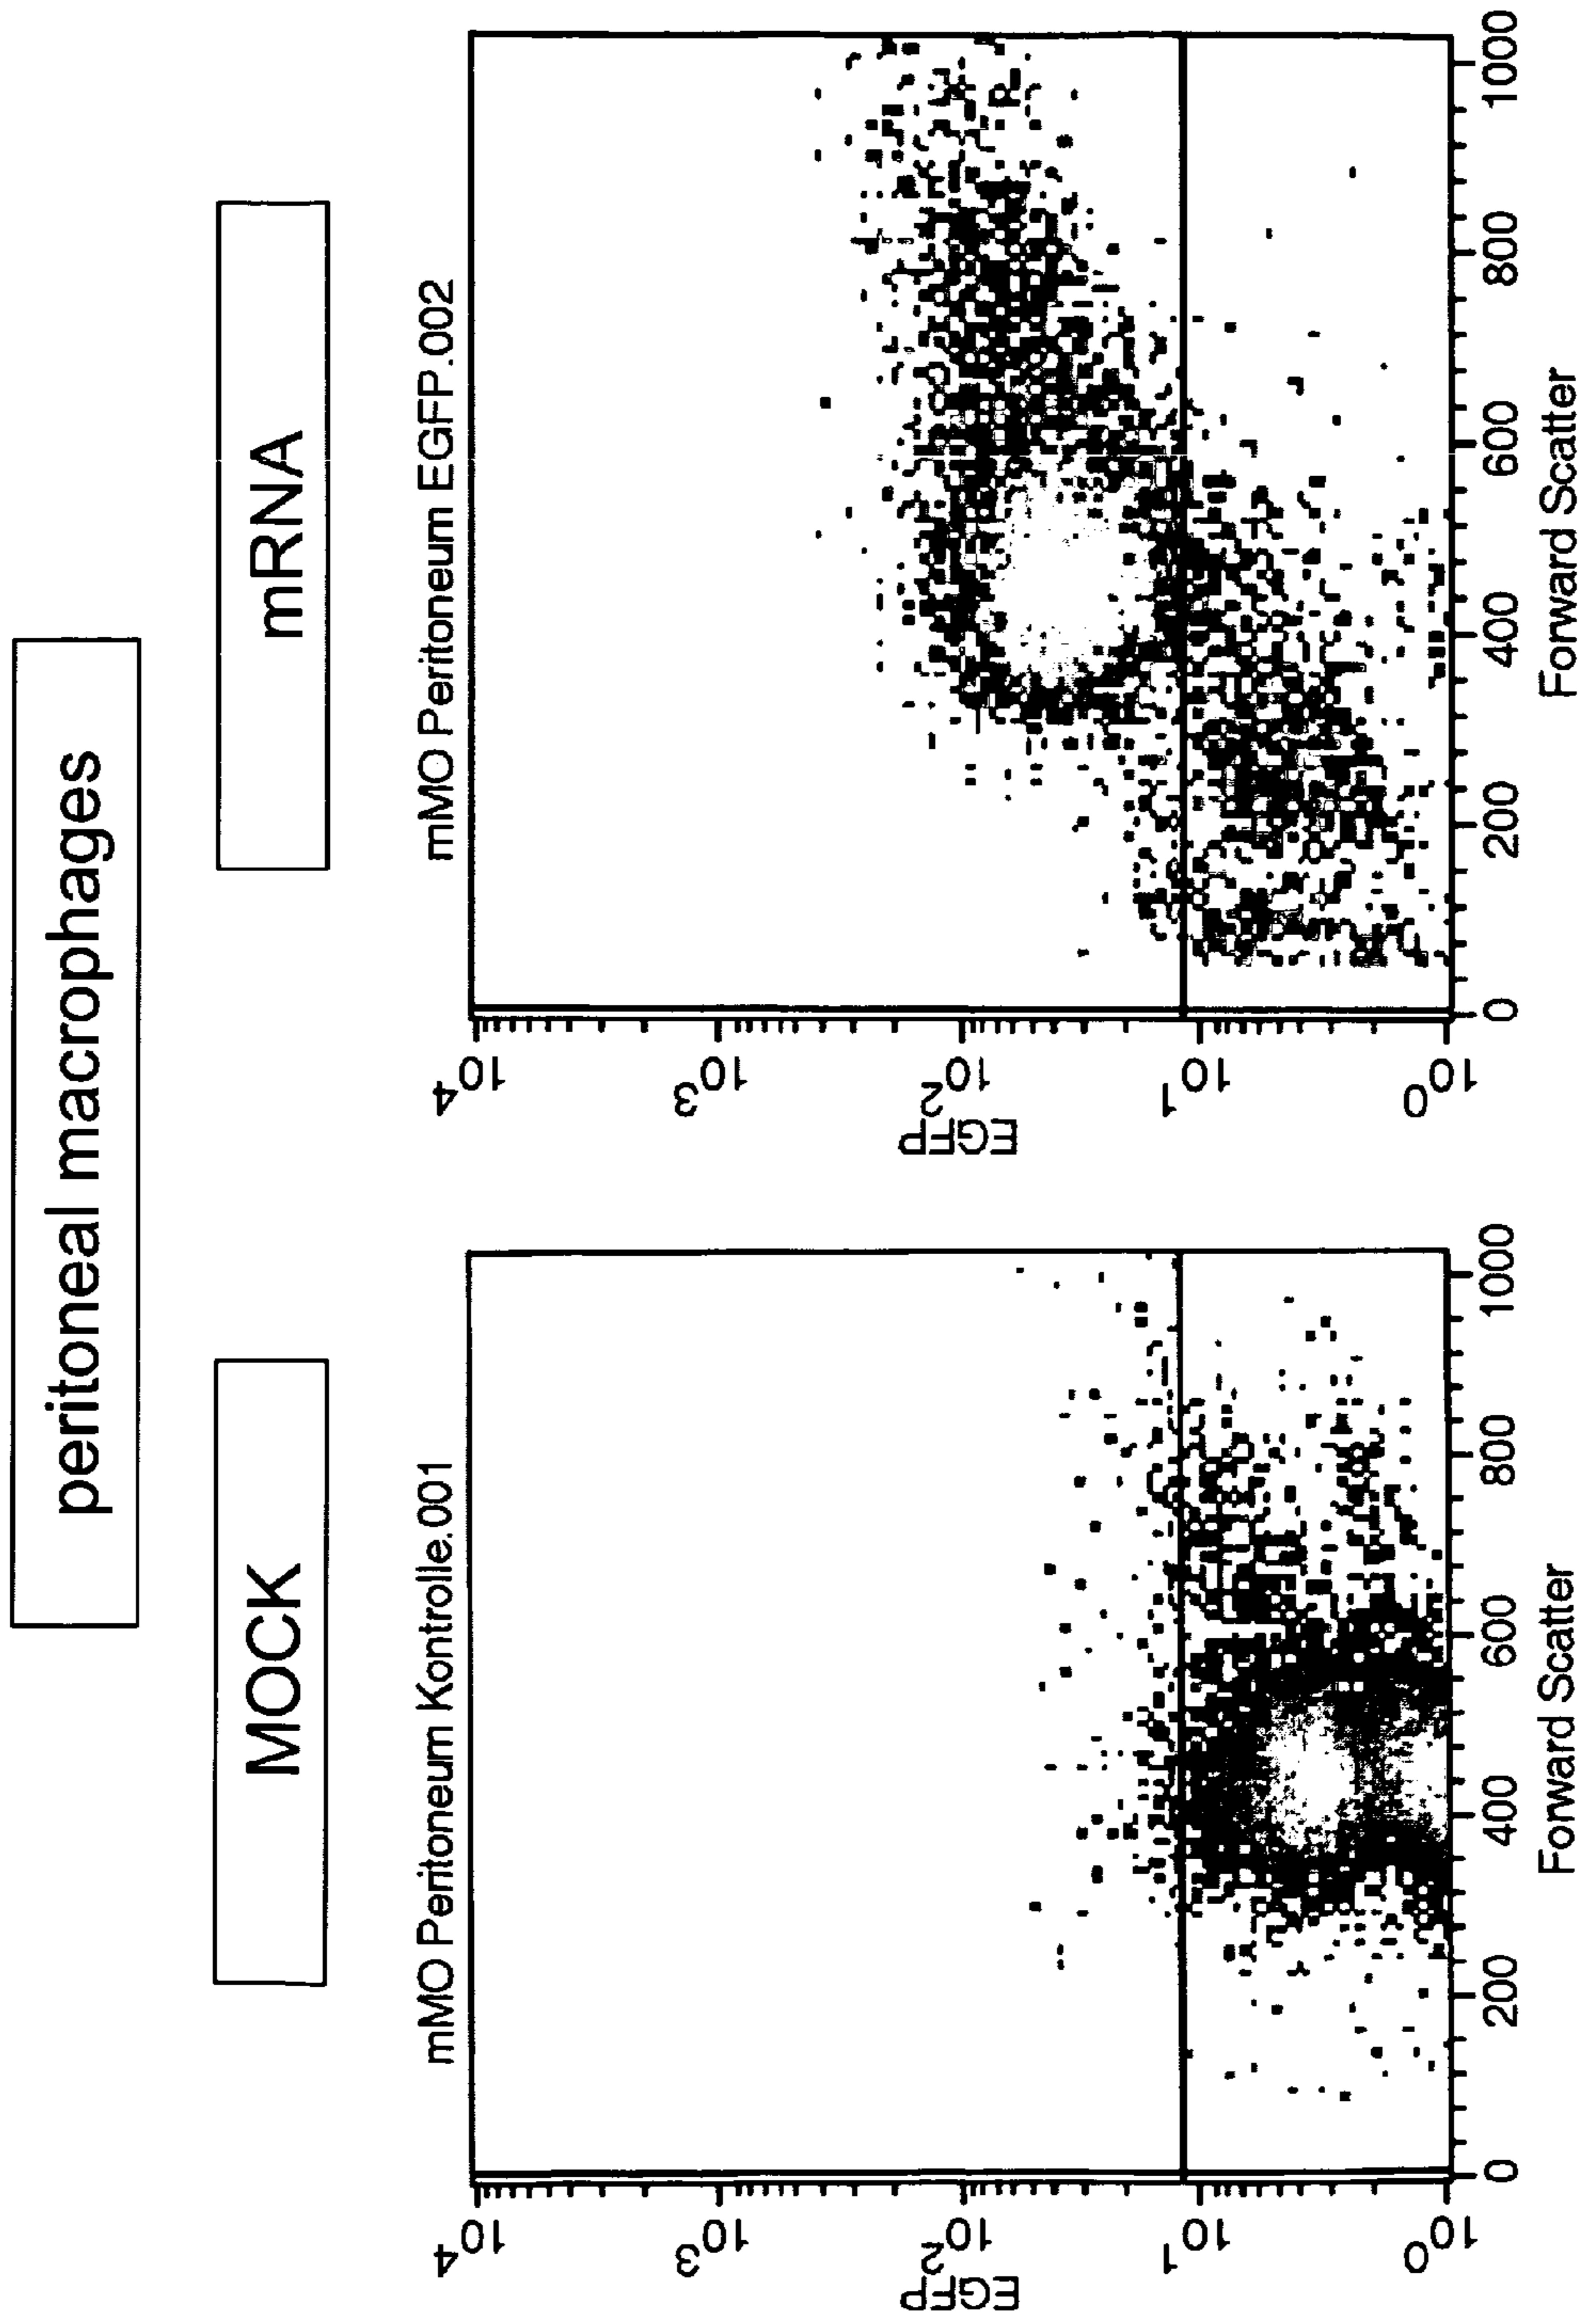 peritoneal macrophages
MOCK
mRNA
mMO Peritoneum Kontrolle.001
EGFP
10^4
10^3
10^2
10^1
10^0
0 200 400 600 800 1000
Forward Scatter
mMO Peritoneum EGFP.002
EGFP
10^4
10^3
10^2
10^1
10^0
0 200 400 600 800 1000
Forward Scatter